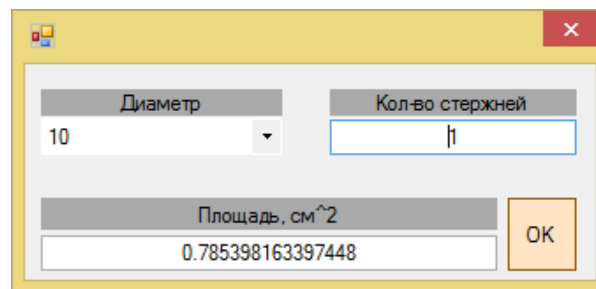 Диаметр
Кол-во стержней
10
1
Площадь, см^2
0.785398163397448
OK